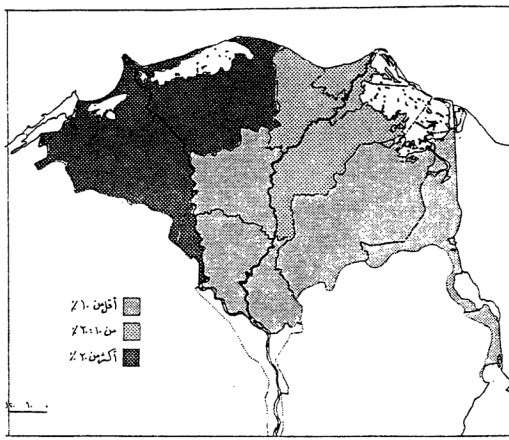 أقل من ١٠ ٪
من ١٠ : ٢٠ ٪
أكثر من ٢٠ ٪